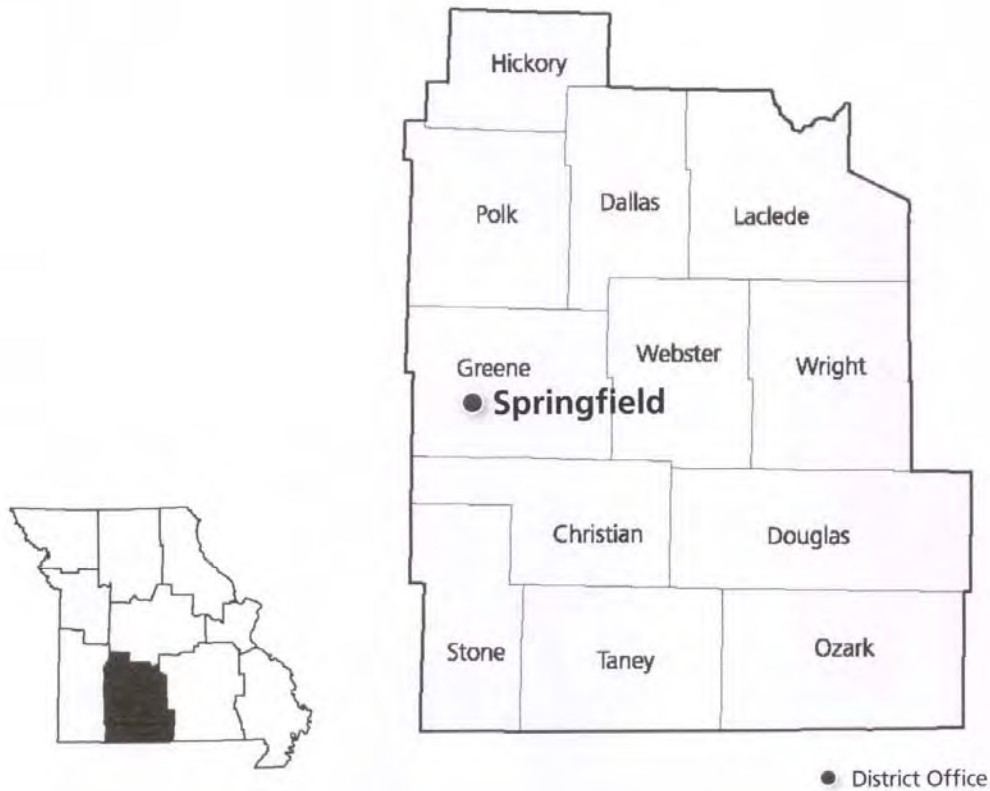 Hickory
Polk
Dallas
Laclede
Greene
Webster
Wright
Springfield
Christian
Douglas
Stone
Taney
Ozark
District Office